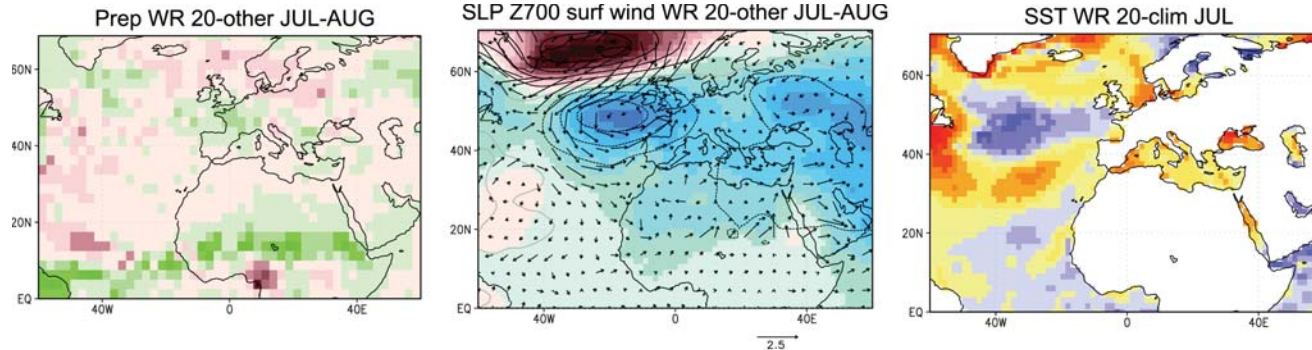 Prep WR 20-other JUL-AUG
60N
40N
20N
EQ
40W
0
40E
SLP Z700 surf wind WR 20-other JUL-AUG
60N
40N
20N
EQ
40W
0
40E
2.5
SST WR 20-clim JUL
60N
40N
20N
EQ
40W
0
40E